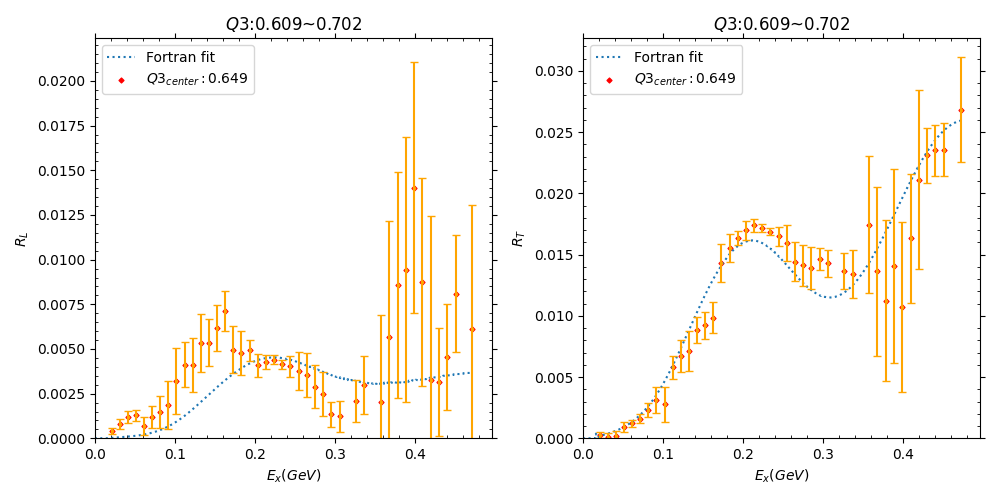 Q3:0.609~0.702
Fortran fit
Q3center:0.649
0.0200
0.0175
0.0150
0.0125
0.0100
0.0075
0.0050
0.0025
0.0000
RL
0.0 0.1 0.2 0.3 0.4
Ex(GeV)
Q3:0.609~0.702
Fortran fit
Q3center:0.649
0.030
0.025
0.020
0.015
0.010
0.005
0.000
RT
0.0 0.1 0.2 0.3 0.4
Ex(GeV)